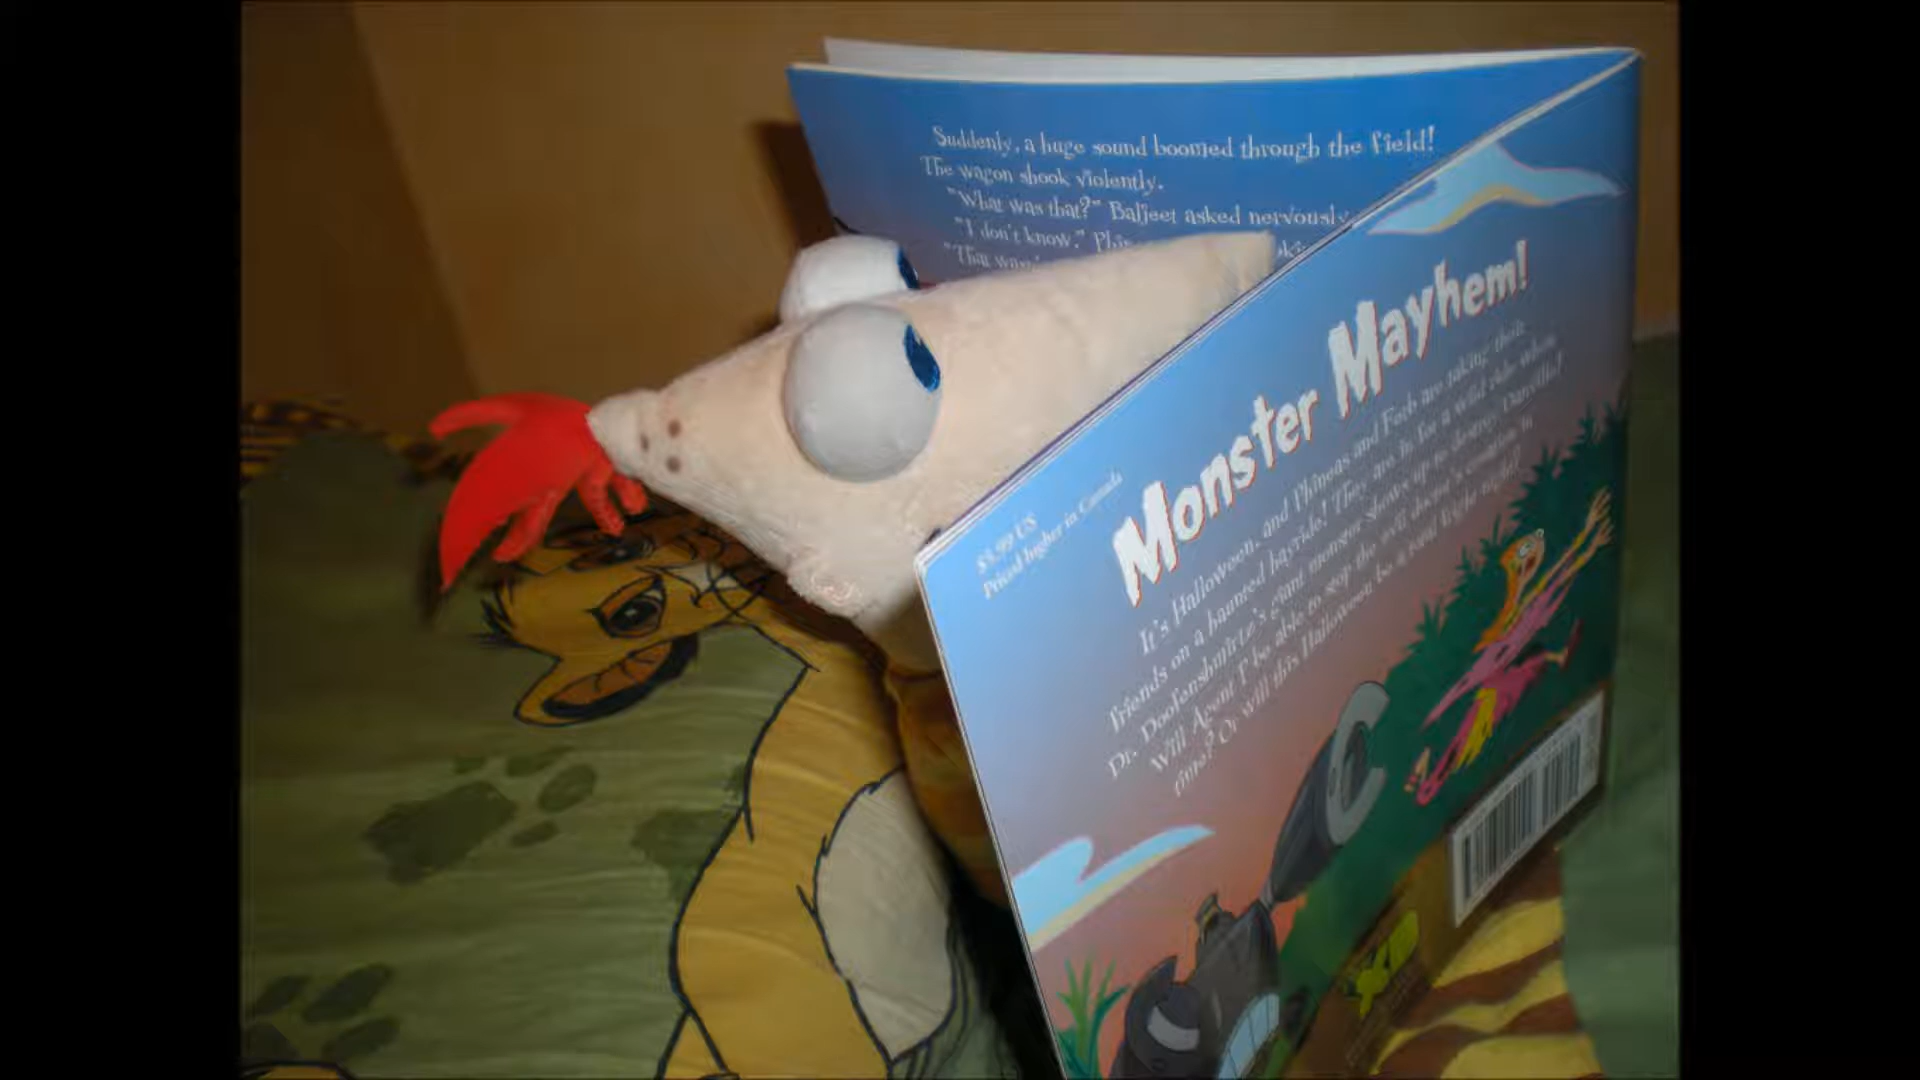 Suddenly, a huge sound boomed through the field!
The wagon shook violently.
"What was that?" Baljeet asked nervously
"I don't know." Phin
"That
Monster Mayhem!
$3.99 US
Priced higher in Canada
It's Halloween, and Phineas and Ferb are taking their
friends on a haunted hayride! They are in for a wild ride when
Dr. Doofenshmirtz's giant monster shows up to destroy Danville!
Will Agent P be able to stop the evil doctor's creation in
time? Or will this Halloween be a total fright night?